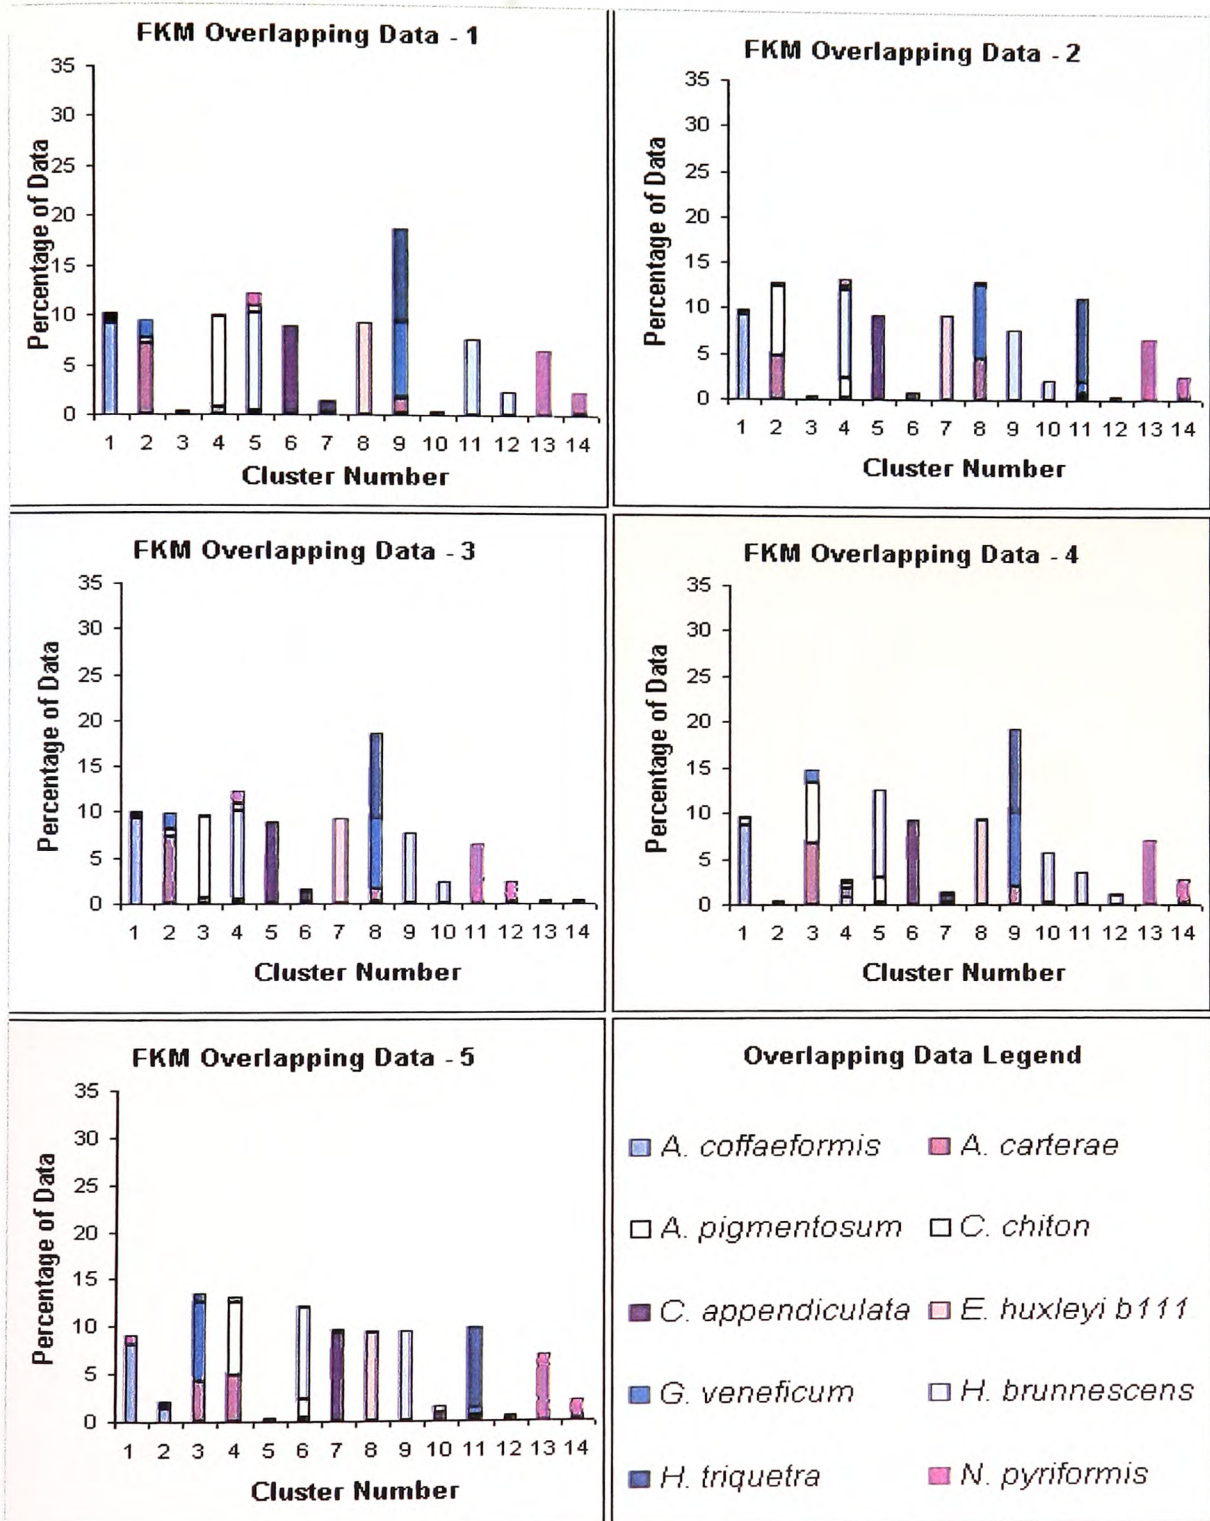 FKM Overlapping Data - 1
35
30
25
20
15
10
5
0
Percentage of Data
1 2 3 4 5 6 7 8 9 10 11 12 13 14
Cluster Number
FKM Overlapping Data - 2
35
30
25
20
15
10
5
0
Percentage of Data
1 2 3 4 5 6 7 8 9 10 11 12 13 14
Cluster Number
FKM Overlapping Data - 3
35
30
25
20
15
10
5
0
Percentage of Data
1 2 3 4 5 6 7 8 9 10 11 12 13 14
Cluster Number
FKM Overlapping Data - 4
35
30
25
20
15
10
5
0
Percentage of Data
1 2 3 4 5 6 7 8 9 10 11 12 13 14
Cluster Number
FKM Overlapping Data - 5
35
30
25
20
15
10
5
0
Percentage of Data
1 2 3 4 5 6 7 8 9 10 11 12 13 14
Cluster Number
Overlapping Data Legend
A. coffaeformis A. carterae
A. pigmentosum C. chiton
C. appendiculata E. huxleyi b111
G. veneficum H. brunnescens
H. triquetra N. pyriformis